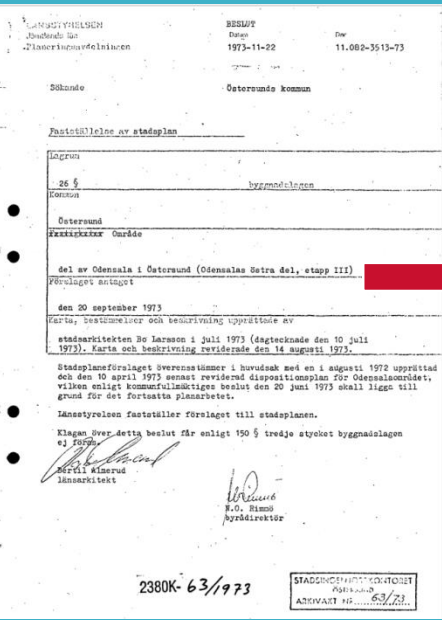 LÄNSSTYRELSEN
Jämtlands län
Planeringsavdelningen
BESLUT
Datum
1973-11-22
Dnr
11.082-3513-73
Sökande
Östersunds kommun
Fastställelse av stadsplan
Lagrum
26 § byggnadslagen
Kommun
Östersund
Område
del av Odensala i Östersund (Odensalas östra del, etapp III)
Förslaget antaget
den 20 september 1973
Karta, bestämmelser och beskrivning upprättade av
stadsarkitekten Bo Larsson i juli 1973 (dagtecknade den 10 juli
1973). Karta och beskrivning reviderade den 14 augusti 1973.
Stadsplaneförslaget överensstämmer i huvudsak med en i augusti 1972 upprättad
och den 10 april 1973 senast reviderad dispositionsplan för Odensalaområdet,
vilken enligt kommunfullmäktiges beslut den 20 juni 1973 skall ligga till
grund för det fortsatta planarbetet.
Länsstyrelsen fastställer förslaget till stadsplanen.
Klagan över detta beslut får enligt 150 § tredje stycket byggnadslagen
ej föras.
Bertil Almerud
länsarkitekt
N.O. Rimmö
byrådirektör
2380K- 63/1973
STADSINGENJÖRSKONTORET
ÖSTERSUND
ARKIVAXT Nr 63/73